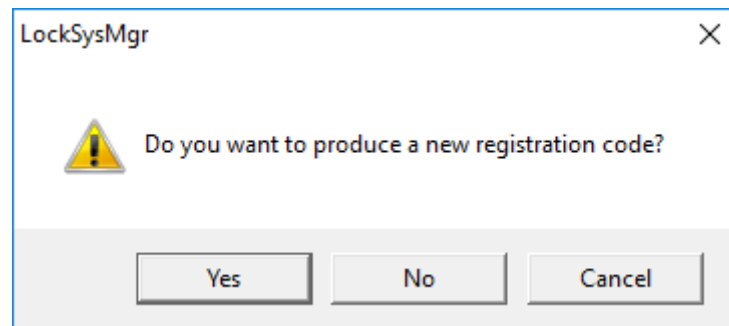 LockSysMgr
Do you want to produce a new registration code?
Yes No Cancel